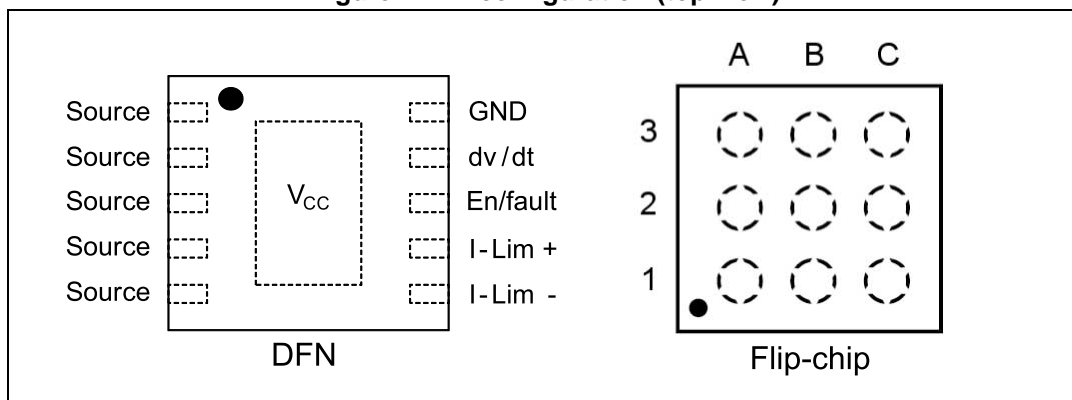 Source
Source
Source
Source
Source
VCC
GND
dv/dt
En/fault
I-Lim +
I-Lim -
DFN
A B C
3
2
1
Flip-chip